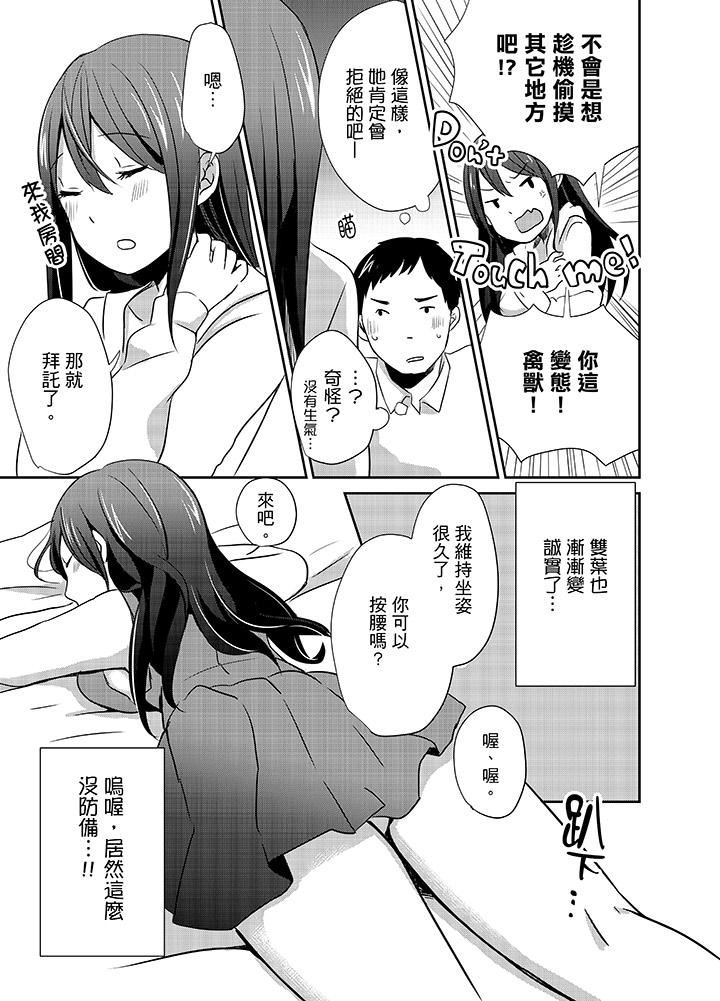 不會是想
趁機偷摸
其它地方
吧!?
Don't
Touch me!
你這
變態！
禽獸！
像這樣，
她肯定會
拒絕的吧—
瞄
…？
奇怪？
沒有生氣…
嗯…
來我房間
那就
拜託了。
雙葉也
漸漸變
誠實了…
我維持坐姿
很久了，
你可以
按腰嗎？
來吧。
喔、
喔。
趴
下…
嗚喔，居然這麼
沒防備…!!